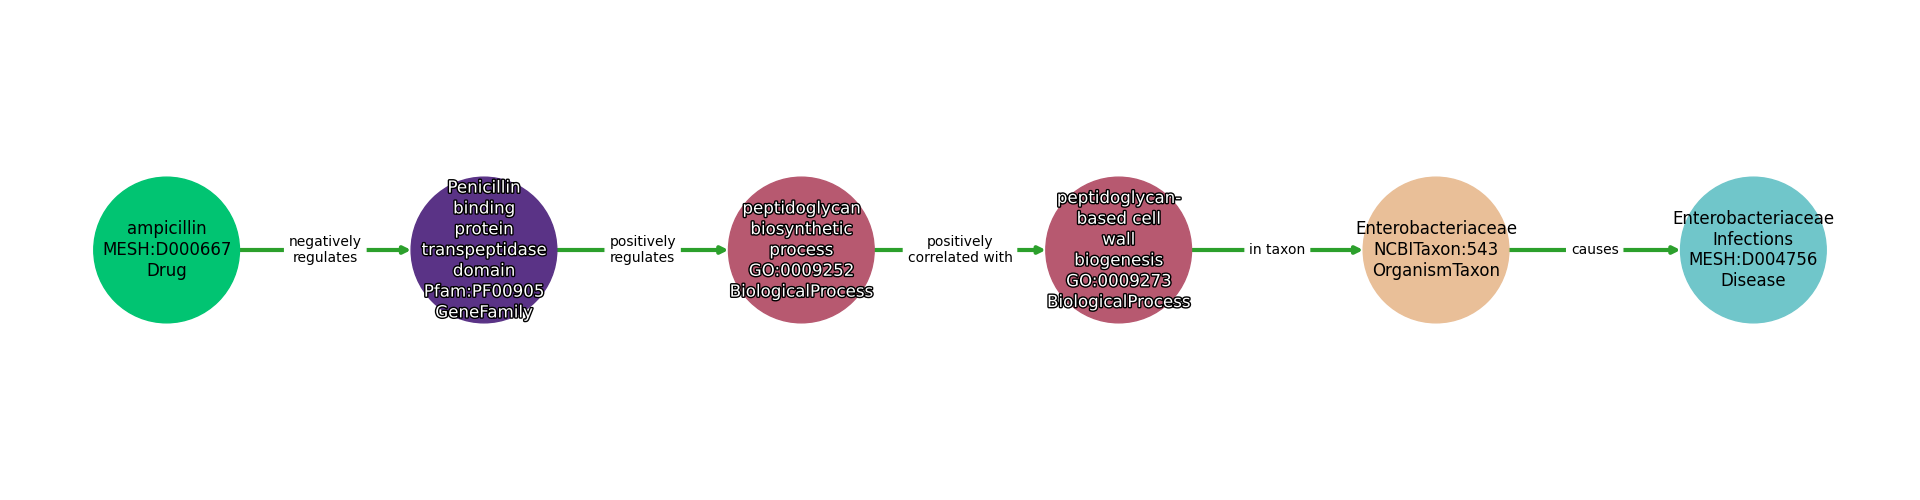 ampicillin
MESH:D000667
Drug
negatively
regulates
Penicillin
binding
protein
transpeptidase
domain
Pfam:PF00905
GeneFamily
positively
regulates
peptidoglycan
biosynthetic
process
GO:0009252
BiologicalProcess
positively
correlated with
peptidoglycan-
based cell
wall
biogenesis
GO:0009273
BiologicalProcess
in taxon
Enterobacteriaceae
NCBITaxon:543
OrganismTaxon
causes
Enterobacteriaceae
Infections
MESH:D004756
Disease